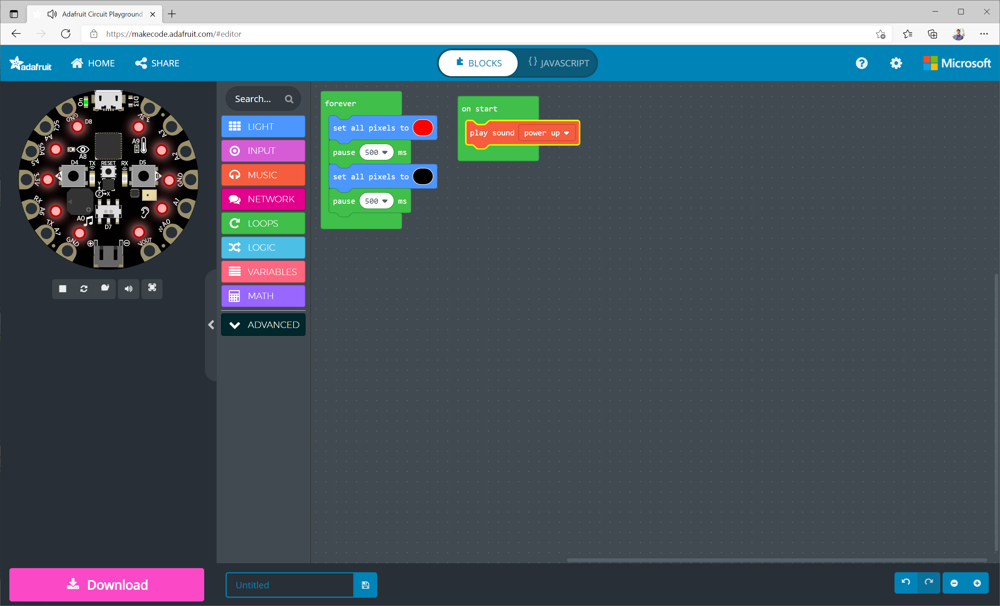 Adafruit Circuit Playground
https://makecode.adafruit.com/#editor
adafruit
HOME
SHARE
BLOCKS
{} JAVASCRIPT
Microsoft
On
D13
GND
D8
3.3V
SCL
A4
A3
SDA
A5
A8
A9
A2
D4
TX
RESET
RX
D5
3.3V
A
B
GND
Y
Z
X
RX
A6
A1
A0
D7
TX
A7
A0
GND
VOUT
Search...
LIGHT
INPUT
MUSIC
NETWORK
LOOPS
LOGIC
VARIABLES
MATH
ADVANCED
forever
set all pixels to
pause 500 ms
set all pixels to
pause 500 ms
on start
play sound power up
Download
Untitled